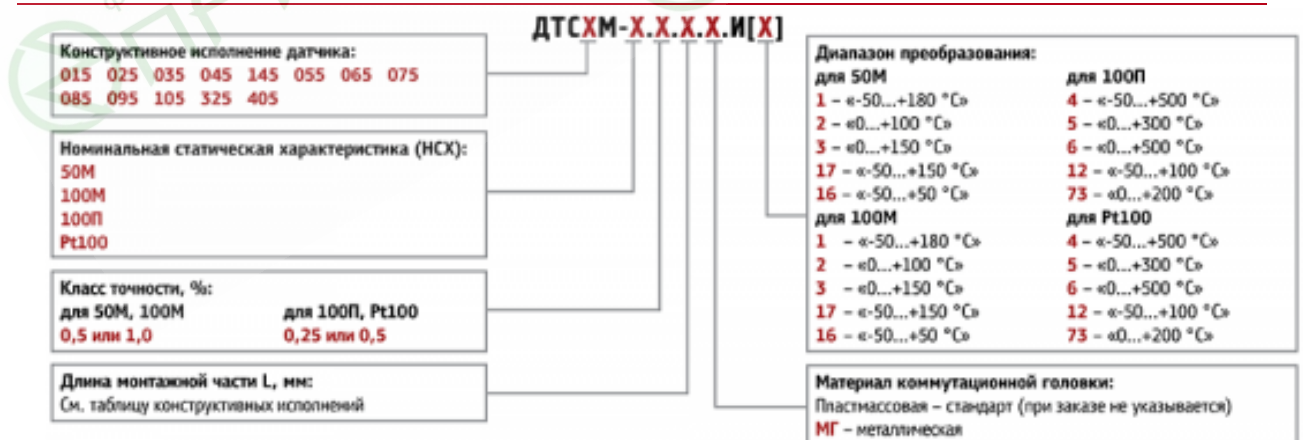 ДТСХМ-Х.Х.Х.Х.И[Х]
Конструктивное исполнение датчика:
015 025 035 045 145 055 065 075
085 095 105 325 405
Номинальная статическая характеристика (НСХ):
50М
100М
100П
Pt100
Класс точности, %:
для 50М, 100М для 100П, Pt100
0,5 или 1,0 0,25 или 0,5
Длина монтажной части L, мм:
См. таблицу конструктивных исполнений
Диапазон преобразования:
для 50М для 100П
1 – «-50...+180 °С» 4 – «-50...+500 °С»
2 – «0...+100 °С» 5 – «0...+300 °С»
3 – «0...+150 °С» 6 – «0...+500 °С»
17 – «-50...+150 °С» 12 – «-50...+100 °С»
16 – «-50...+50 °С» 73 – «0...+200 °С»
для 100М для Pt100
1 – «-50...+180 °С» 4 – «-50...+500 °С»
2 – «0...+100 °С» 5 – «0...+300 °С»
3 – «0...+150 °С» 6 – «0...+500 °С»
17 – «-50...+150 °С» 12 – «-50...+100 °С»
16 – «-50...+50 °С» 73 – «0...+200 °С»
Материал коммутационной головки:
Пластмассовая – стандарт (при заказе не указывается)
МГ – металлическая